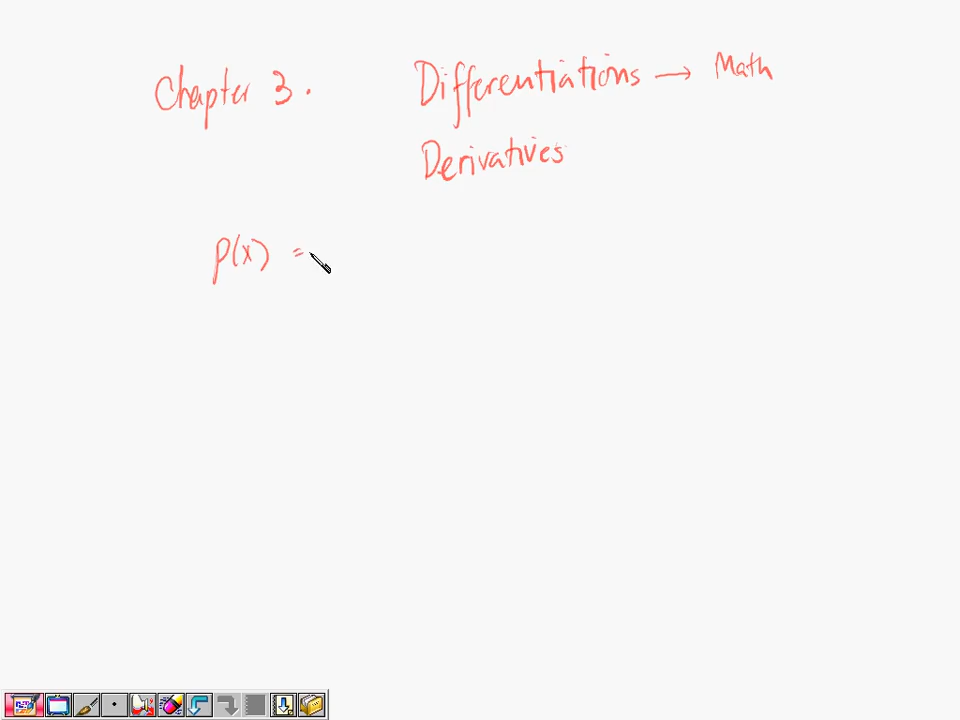 Chapter 3. Differentiations → Math
Derivatives
p(x) =